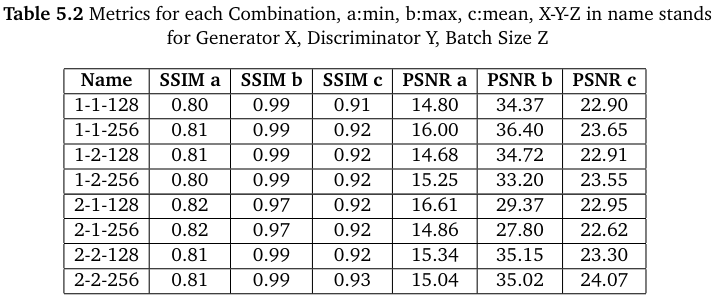 Table 5.2 Metrics for each Combination, a:min, b:max, c:mean, X-Y-Z in name stands
for Generator X, Discriminator Y, Batch Size Z
Name SSIM a SSIM b SSIM c PSNR a PSNR b PSNR c
1-1-128 0.80 0.99 0.91 14.80 34.37 22.90
1-1-256 0.81 0.99 0.92 16.00 36.40 23.65
1-2-128 0.81 0.99 0.92 14.68 34.72 22.91
1-2-256 0.80 0.99 0.92 15.25 33.20 23.55
2-1-128 0.82 0.97 0.92 16.61 29.37 22.95
2-1-256 0.82 0.97 0.92 14.86 27.80 22.62
2-2-128 0.81 0.99 0.92 15.34 35.15 23.30
2-2-256 0.81 0.99 0.93 15.04 35.02 24.07